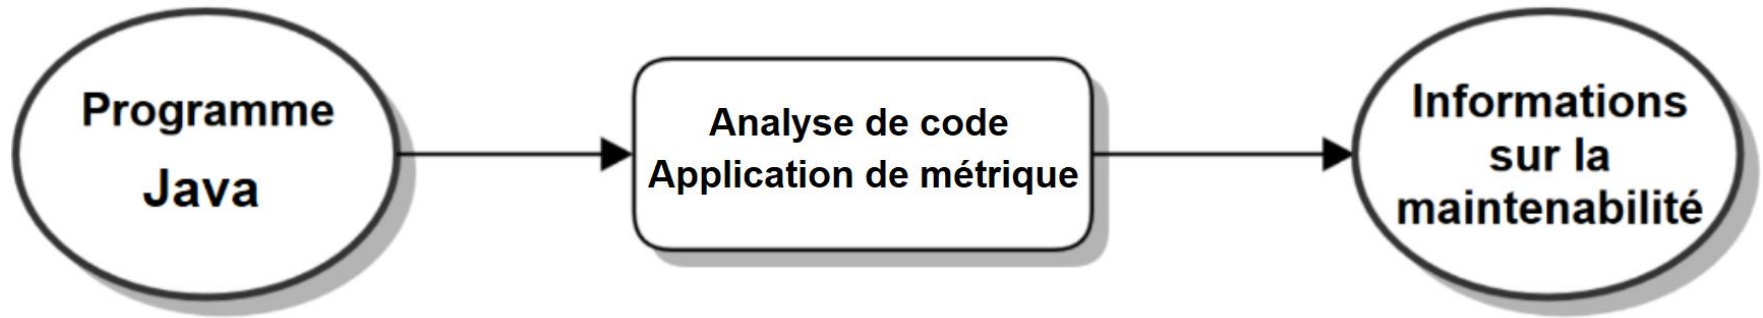 Programme
Java
Analyse de code
Application de métrique
Informations
sur la
maintenabilité